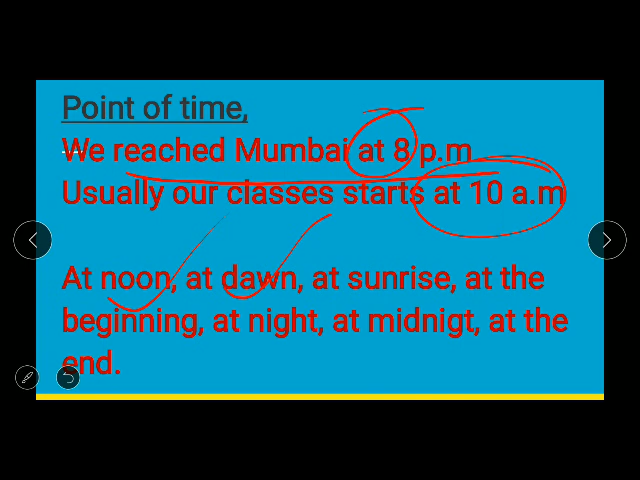 Point of time,
We reached Mumbai at 8 p.m
Usually our classes starts at 10 a.m
At noon, at dawn, at sunrise, at the
beginning, at night, at midnigt, at the
end.